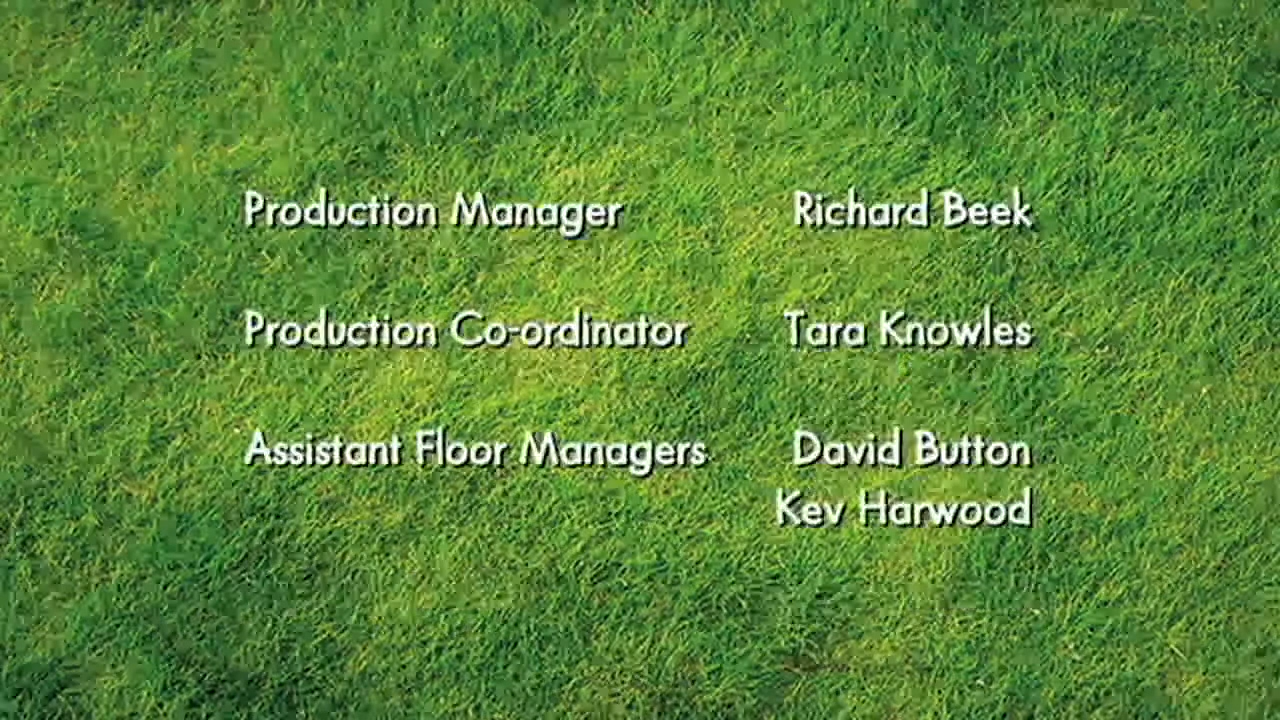 Production Manager Richard Beek
Production Co-ordinator Tara Knowles
Assistant Floor Managers David Button
Kev Harwood